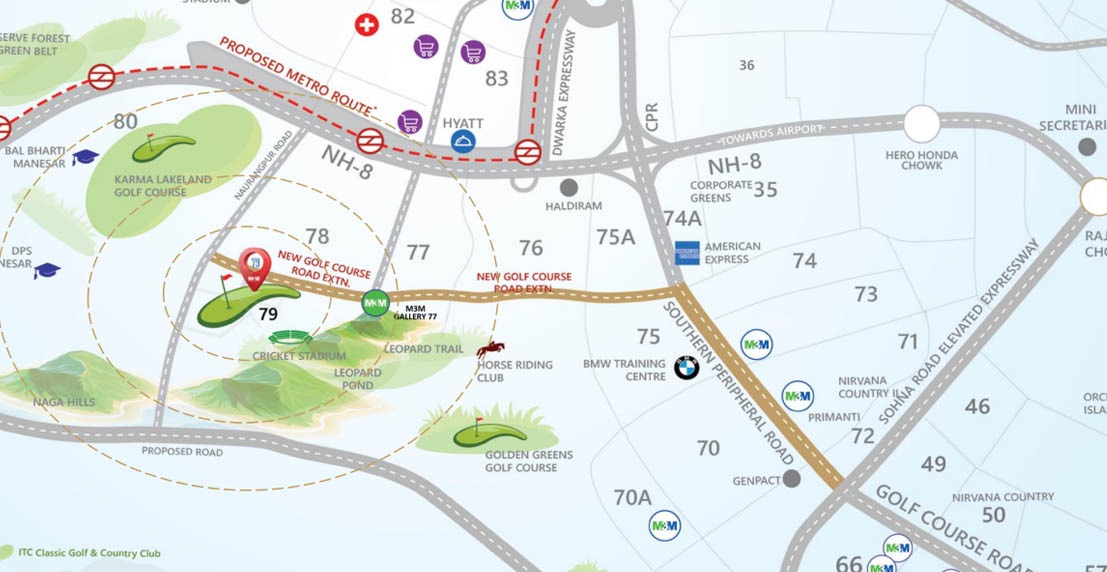 STADIUM
82
M3M
SERVE FOREST
GREEN BELT
PROPOSED METRO ROUTE*
83
36
DWARKA EXPRESSWAY
CPR
80
HYATT
TOWARDS AIRPORT
MINI
SECRETARI
BAL BHARTI
MANESAR
NH-8
HERO HONDA
CHOWK
NH-8
KARMA LAKELAND
GOLF COURSE
NAURANGPUR ROAD
HALDIRAM
CORPORATE
GREENS
35
74A
78
77
76
75A
AMERICAN EXPRESS
AMERICAN
EXPRESS
RAJ
CHO
DPS
NESAR
74
NEW GOLF COURSE
ROAD EXTN.
NEW GOLF COURSE
ROAD EXTN.
M3M
73
79
M3M
M3M
GALLERY 77
SOUTHERN PERIPHERAL ROAD
SOHNA ROAD ELEVATED EXPRESSWAY
75
M3M
71
CRICKET STADIUM
LEOPARD TRAIL
HORSE RIDING
CLUB
BMW TRAINING
CENTRE
LEOPARD
POND
NIRVANA
COUNTRY II
M3M
PRIMANTI
46
ORC
ISLA
NAGA HILLS
72
PROPOSED ROAD
GOLDEN GREENS
GOLF COURSE
70
49
GENPACT
70A
M3M
NIRVANA COUNTRY
50
GOLF COURSE ROAD
M3M
ITC Classic Golf & Country Club
66
M3M
57